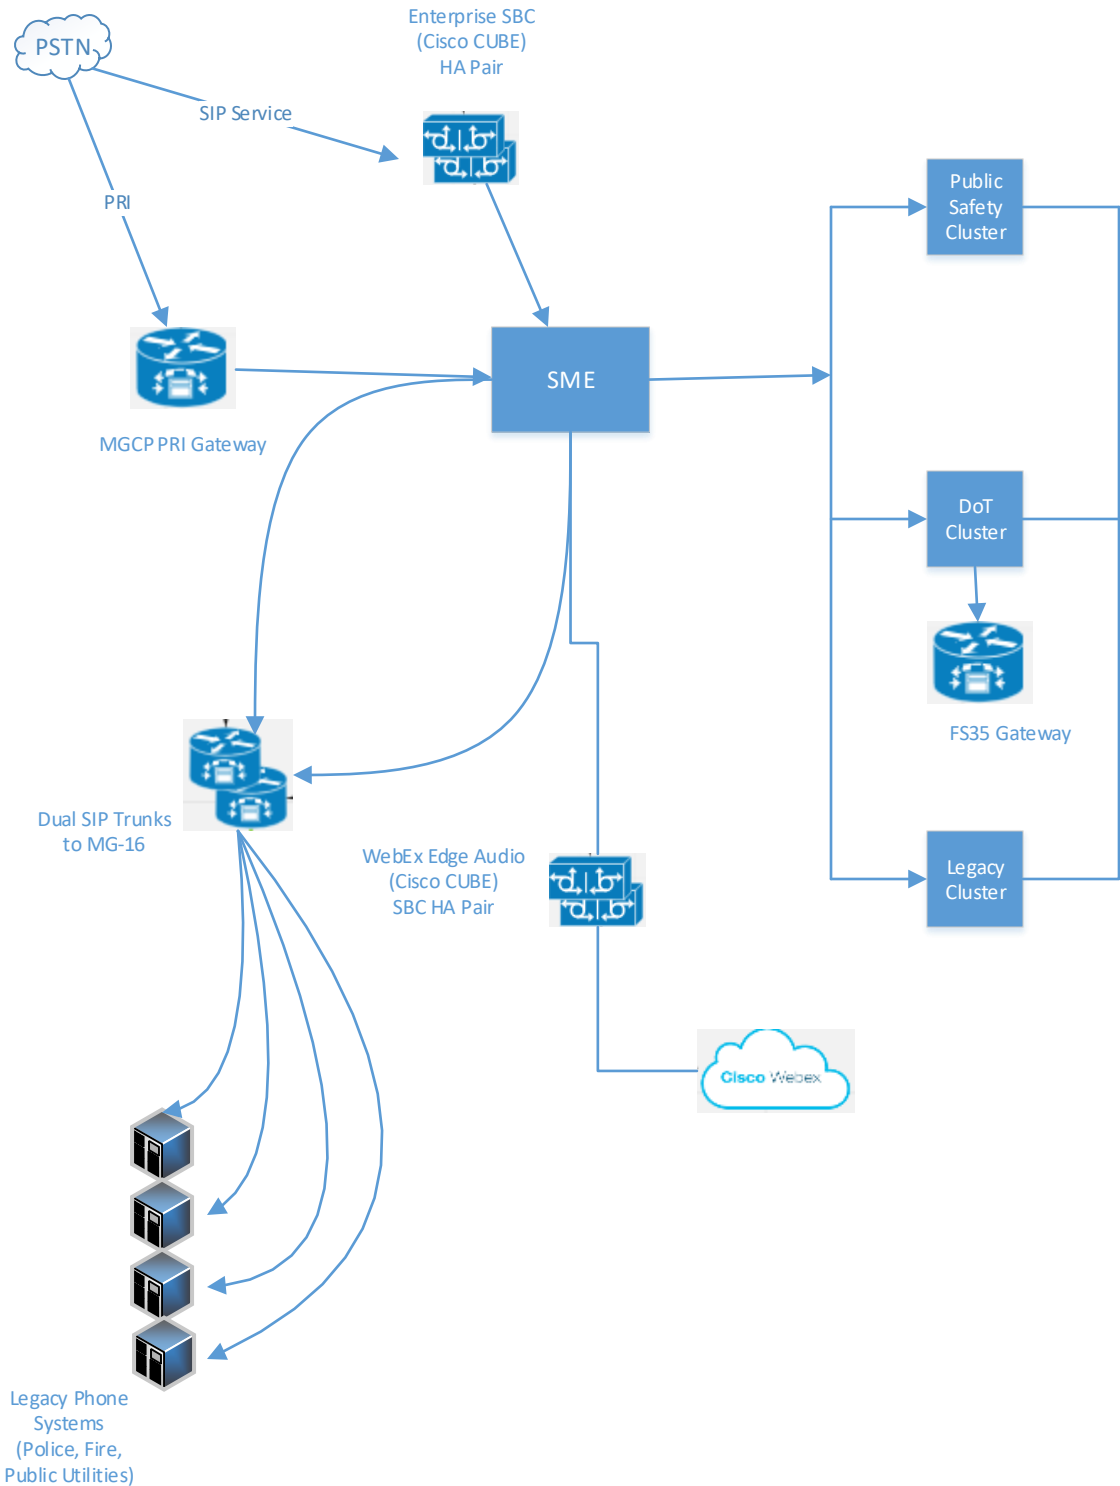 Enterprise SBC
(Cisco CUBE)
HA Pair
PSTN
SIP Service
PRI
Public
Safety
Cluster
SME
MGCP PRI Gateway
DoT
Cluster
FS35 Gateway
Dual SIP Trunks
to MG-16
WebEx Edge Audio
(Cisco CUBE)
SBC HA Pair
Legacy
Cluster
Cisco Webex
Legacy Phone
Systems
(Police, Fire,
Public Utilities)